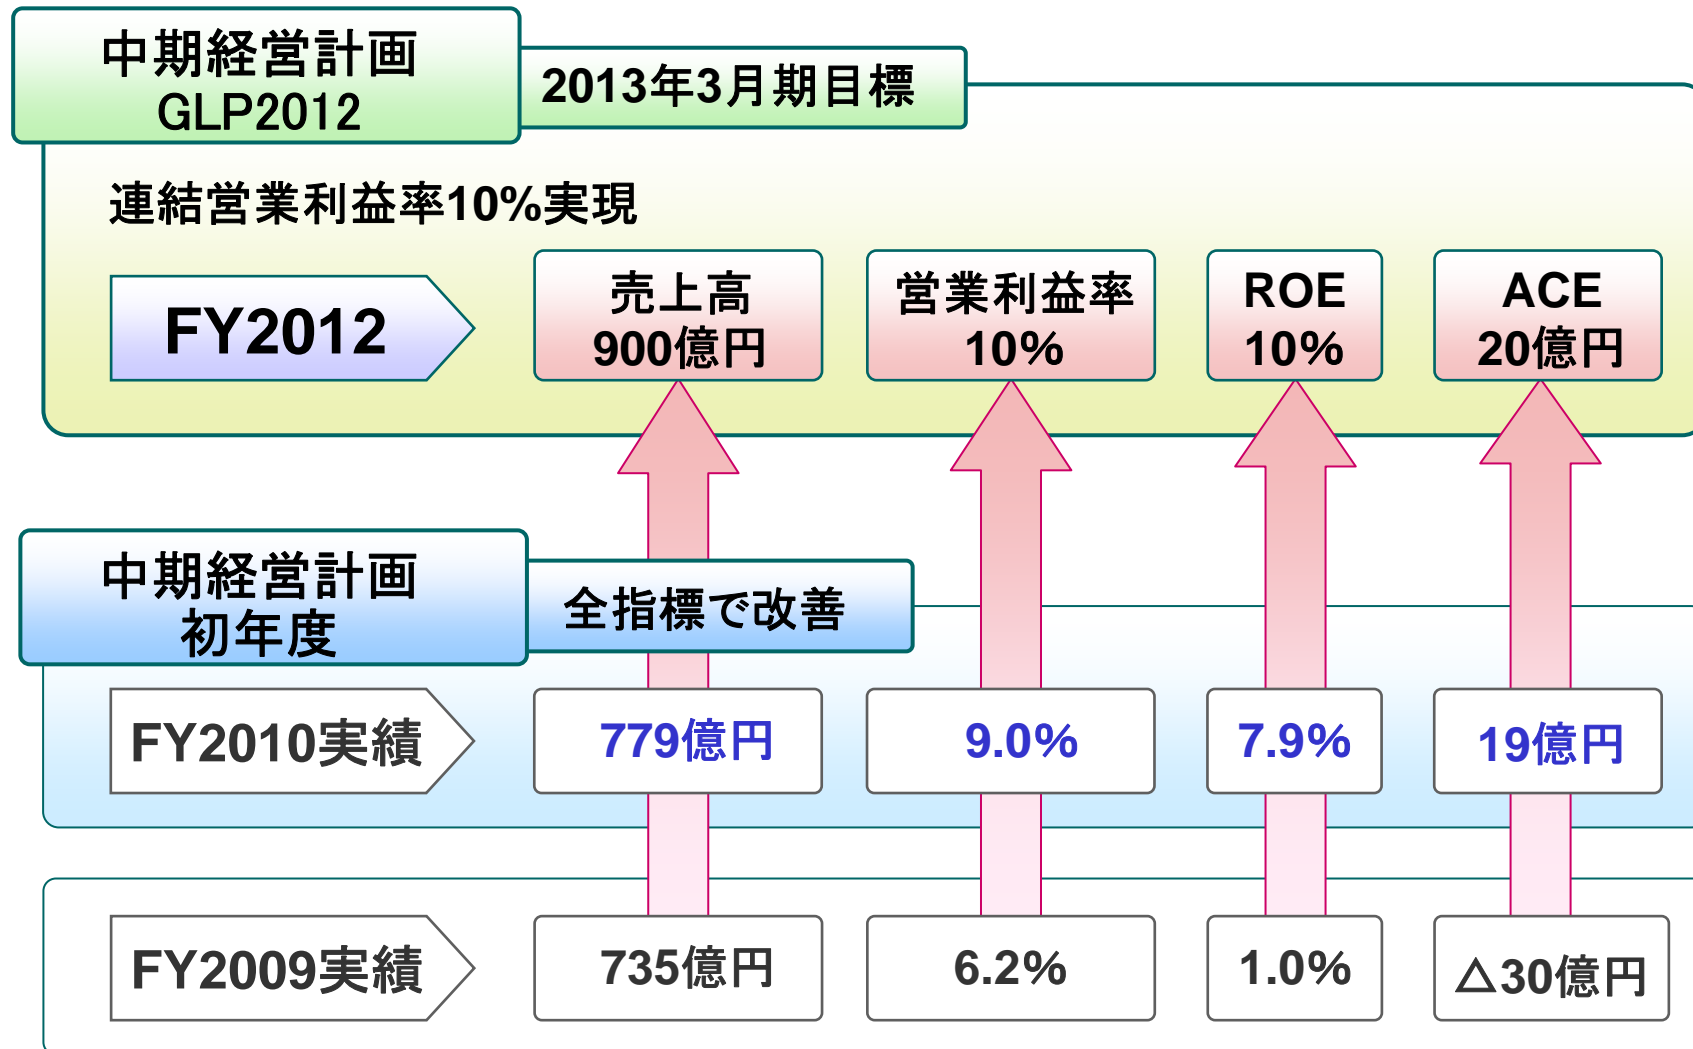 中期経営計画
GLP2012
2013年3月期目標
連結営業利益率10%実現
FY2012
売上高
900億円
営業利益率
10%
ROE
10%
ACE
20億円
中期経営計画
初年度
全指標で改善
FY2010実績
779億円
9.0%
7.9%
19億円
FY2009実績
735億円
6.2%
1.0%
△30億円